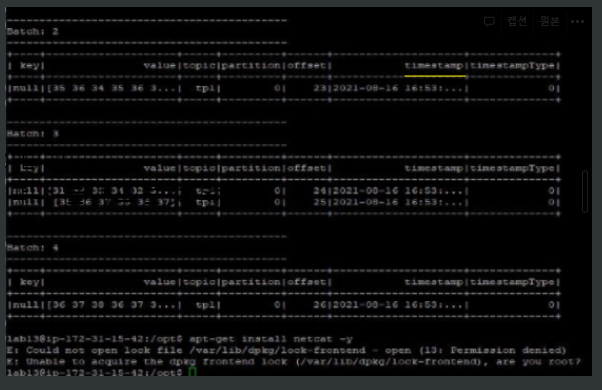 캡션 원본
-------------------------------------------
Batch: 2
-------------------------------------------
+----+--------------------+-----+---------+------+--------------------+-------------+
| key| value|topic|partition|offset| timestamp|timestampType|
+----+--------------------+-----+---------+------+--------------------+-------------+
|null|[35 36 34 35 36 3...| tp1| 0| 23|2021-08-16 16:53:...| 0|
+----+--------------------+-----+---------+------+--------------------+-------------+
-------------------------------------------
Batch: 3
-------------------------------------------
+----+--------------------+-----+---------+------+--------------------+-------------+
| key| value|topic|partition|offset| timestamp|timestampType|
+----+--------------------+-----+---------+------+--------------------+-------------+
|null|[31 32 34 32 ...| tp1| 0| 24|2021-08-16 16:53:...| 0|
|null| [35 36 37 35 37]| tp1| 0| 25|2021-08-16 16:53:...| 0|
+----+--------------------+-----+---------+------+--------------------+-------------+
-------------------------------------------
Batch: 4
-------------------------------------------
+----+--------------------+-----+---------+------+--------------------+-------------+
| key| value|topic|partition|offset| timestamp|timestampType|
+----+--------------------+-----+---------+------+--------------------+-------------+
|null|[36 37 38 36 37 3...| tp1| 0| 26|2021-08-16 16:53:...| 0|
+----+--------------------+-----+---------+------+--------------------+-------------+
lab13@ip-172-31-15-42:/opt$ apt-get install netcat -y
E: Could not open lock file /var/lib/dpkg/lock-frontend - open (13: Permission denied)
E: Unable to acquire the dpkg frontend lock (/var/lib/dpkg/lock-frontend), are you root?
lab13@ip-172-31-15-42:/opt$